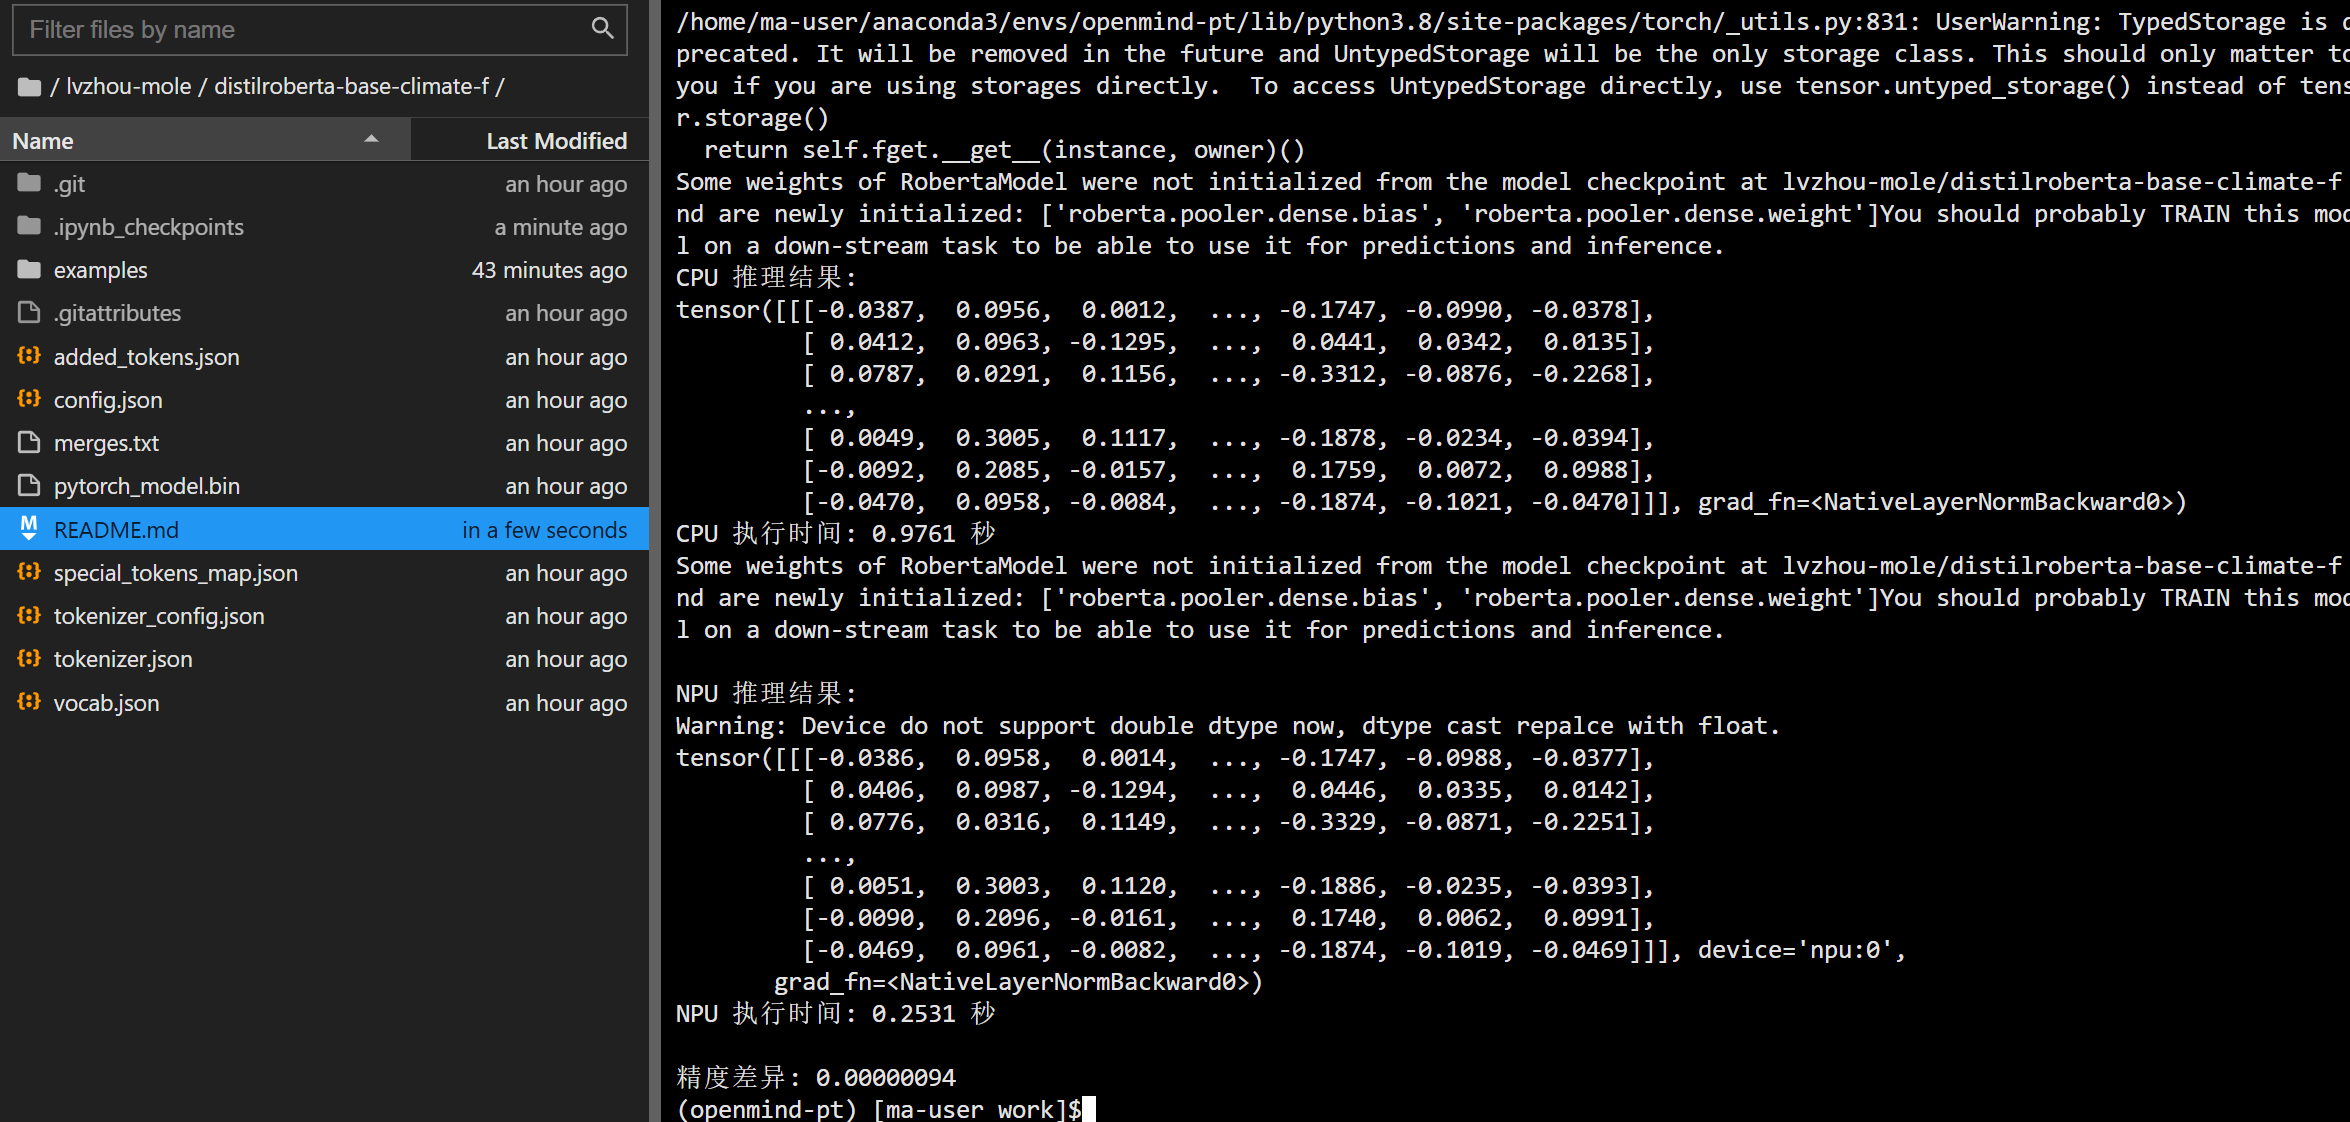 Filter files by name
/ lvzhou-mole / distilroberta-base-climate-f /
Name Last Modified
.git an hour ago
.ipynb_checkpoints a minute ago
examples 43 minutes ago
.gitattributes an hour ago
added_tokens.json an hour ago
config.json an hour ago
merges.txt an hour ago
pytorch_model.bin an hour ago
README.md in a few seconds
special_tokens_map.json an hour ago
tokenizer_config.json an hour ago
tokenizer.json an hour ago
vocab.json an hour ago
/home/ma-user/anaconda3/envs/openmind-pt/lib/python3.8/site-packages/torch/_utils.py:831: UserWarning: TypedStorage is d
precated. It will be removed in the future and UntypedStorage will be the only storage class. This should only matter to
you if you are using storages directly.  To access UntypedStorage directly, use tensor.untyped_storage() instead of tens
r.storage()
  return self.fget.__get__(instance, owner)()
Some weights of RobertaModel were not initialized from the model checkpoint at lvzhou-mole/distilroberta-base-climate-f
nd are newly initialized: ['roberta.pooler.dense.bias', 'roberta.pooler.dense.weight']You should probably TRAIN this mod
l on a down-stream task to be able to use it for predictions and inference.
CPU 推理结果:
tensor([[[-0.0387,  0.0956,  0.0012,  ..., -0.1747, -0.0990, -0.0378],
         [ 0.0412,  0.0963, -0.1295,  ...,  0.0441,  0.0342,  0.0135],
         [ 0.0787,  0.0291,  0.1156,  ..., -0.3312, -0.0876, -0.2268],
         ...,
         [ 0.0049,  0.3005,  0.1117,  ..., -0.1878, -0.0234, -0.0394],
         [-0.0092,  0.2085, -0.0157,  ...,  0.1759,  0.0072,  0.0988],
         [-0.0470,  0.0958, -0.0084,  ..., -0.1874, -0.1021, -0.0470]]], grad_fn=<NativeLayerNormBackward0>)
CPU 执行时间: 0.9761 秒
Some weights of RobertaModel were not initialized from the model checkpoint at lvzhou-mole/distilroberta-base-climate-f
nd are newly initialized: ['roberta.pooler.dense.bias', 'roberta.pooler.dense.weight']You should probably TRAIN this mod
l on a down-stream task to be able to use it for predictions and inference.
NPU 推理结果:
Warning: Device do not support double dtype now, dtype cast repalce with float.
tensor([[[-0.0386,  0.0958,  0.0014,  ..., -0.1747, -0.0988, -0.0377],
         [ 0.0406,  0.0987, -0.1294,  ...,  0.0446,  0.0335,  0.0142],
         [ 0.0776,  0.0316,  0.1149,  ..., -0.3329, -0.0871, -0.2251],
         ...,
         [ 0.0051,  0.3003,  0.1120,  ..., -0.1886, -0.0235, -0.0393],
         [-0.0090,  0.2096, -0.0161,  ...,  0.1740,  0.0062,  0.0991],
         [-0.0469,  0.0961, -0.0082,  ..., -0.1874, -0.1019, -0.0469]]], device='npu:0',
       grad_fn=<NativeLayerNormBackward0>)
NPU 执行时间: 0.2531 秒
精度差异: 0.00000094
(openmind-pt) [ma-user work]$